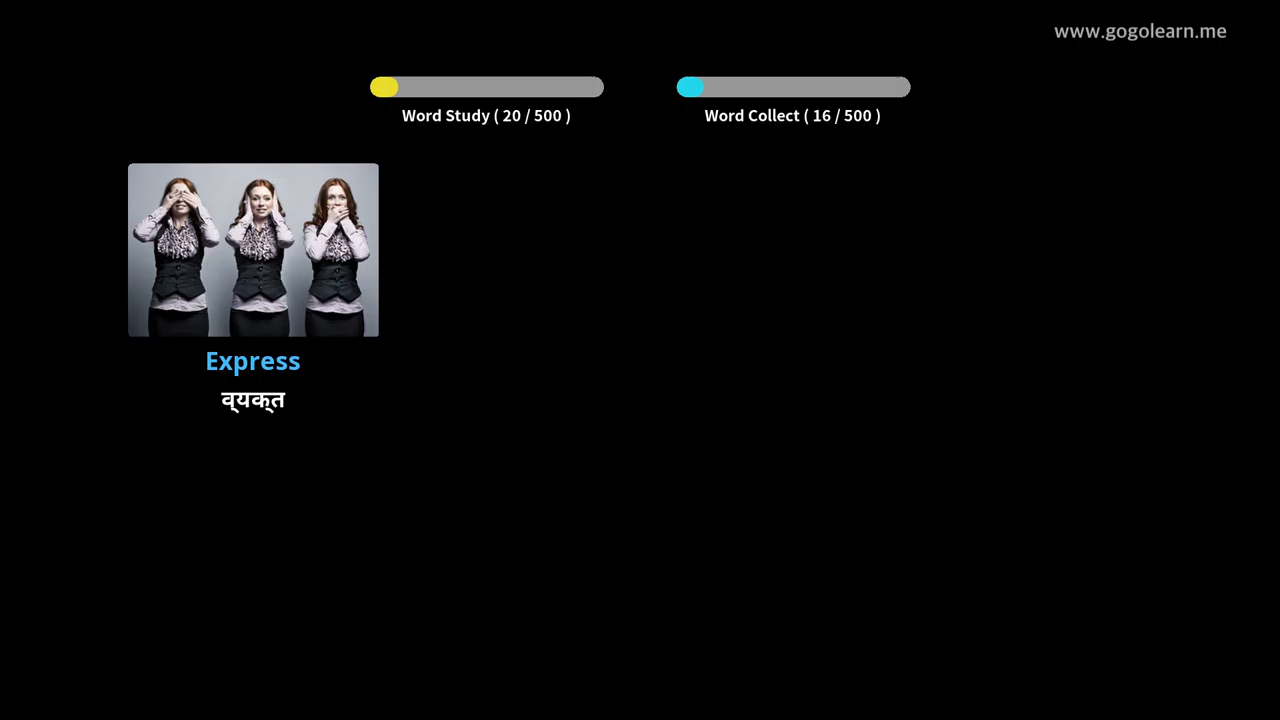 www.gogolearn.me
Word Study ( 20 / 500 )
Word Collect ( 16 / 500 )
Express
व्यक्त